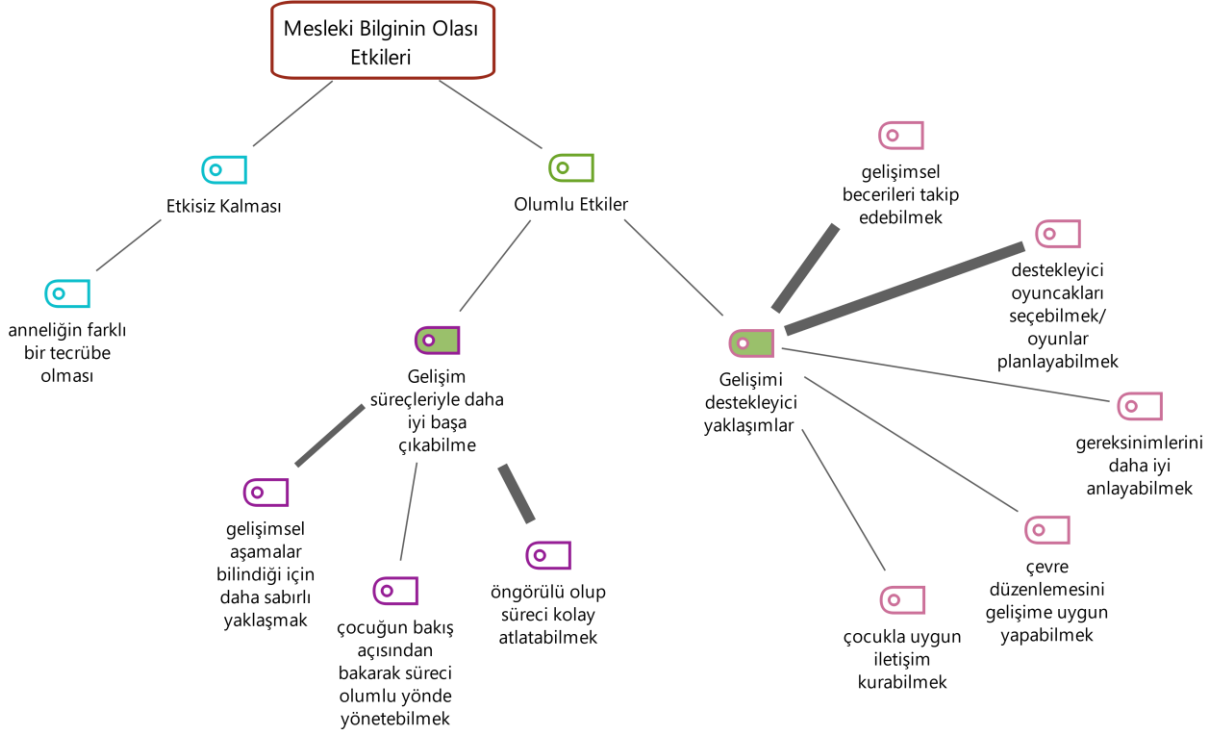 Mesleki Bilginin Olası
Etkileri
Etkisiz Kalması
Olumlu Etkiler
anneliğin farklı
bir tecrübe
olması
Gelişim
süreçleriyle daha
iyi başa
çıkabilme
gelişimsel
aşamalar
bilindiği için
daha sabırlı
yaklaşmak
çocuğun bakış
açısından
bakarak süreci
olumlu yönde
yönetebilmek
öngörülü olup
süreci kolay
atlatabilmek
Gelişimi
destekleyici
yaklaşımlar
gelişimsel
becerileri takip
edebilmek
destekleyici
oyuncakları
seçebilmek/
oyunlar
planlayabilmek
gereksinimlerini
daha iyi
anlayabilmek
çevre
düzenlemesini
gelişime uygun
yapabilmek
çocukla uygun
iletişim
kurabilmek